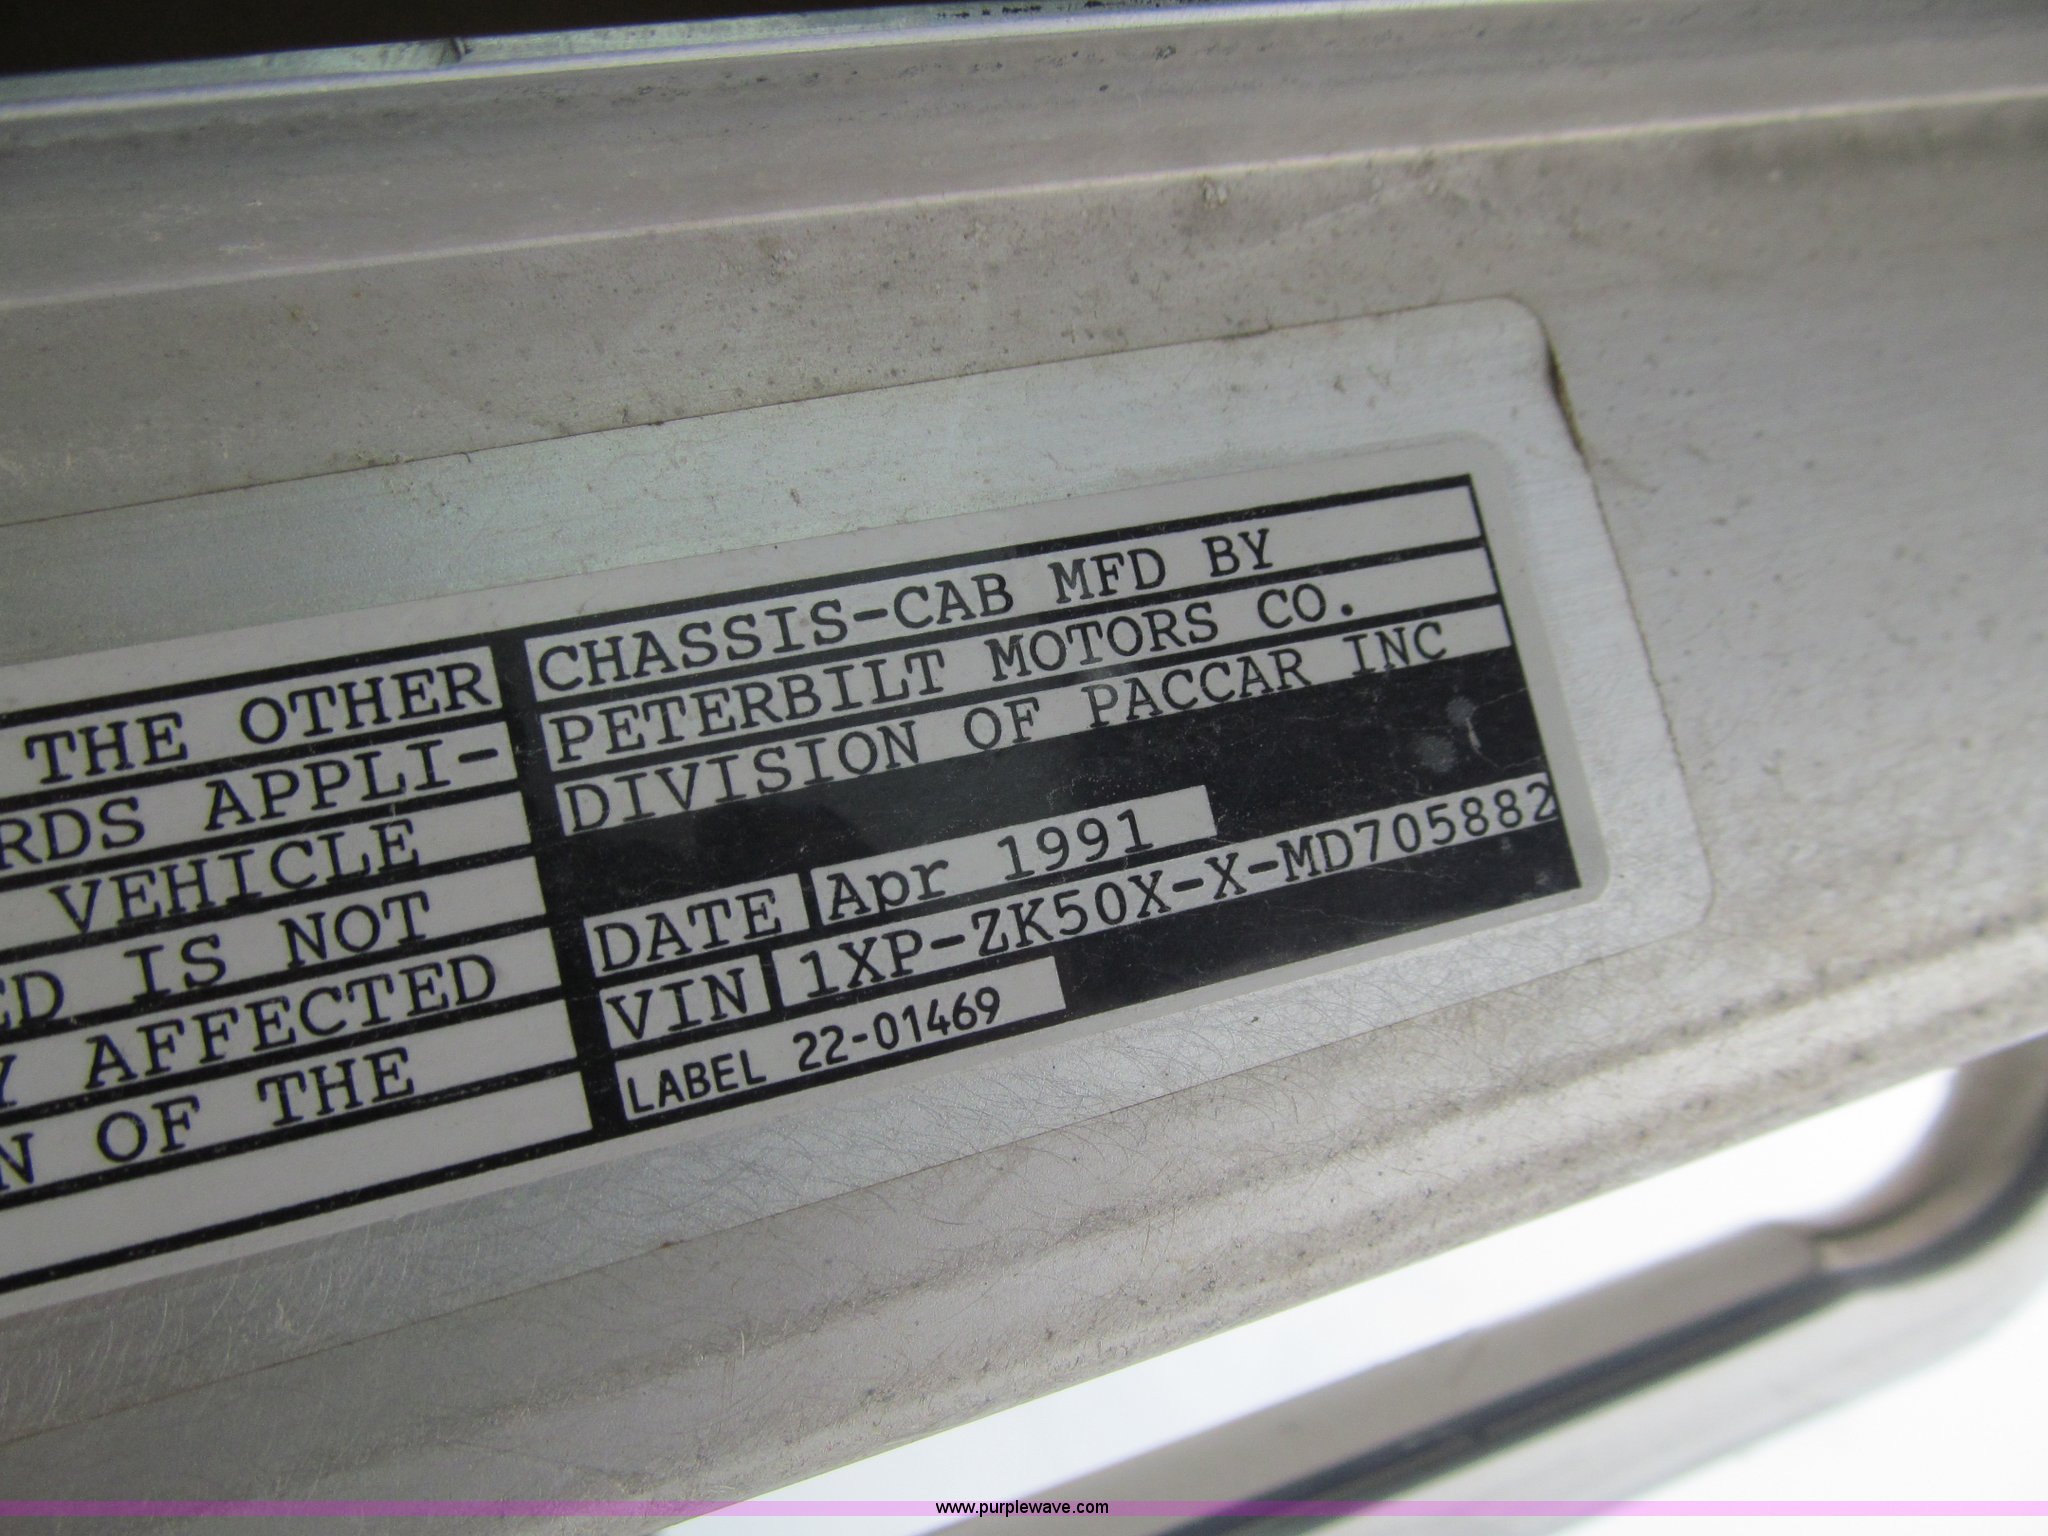 THE OTHER
RDS APPLI-
VEHICLE
ED IS NOT
Y AFFECTED
N OF THE
CHASSIS-CAB MFD BY
PETERBILT MOTORS CO.
DIVISION OF PACCAR INC
DATE Apr 1991
VIN 1XP-ZK50X-X-MD705882
LABEL 22-01469
www.purplewave.com